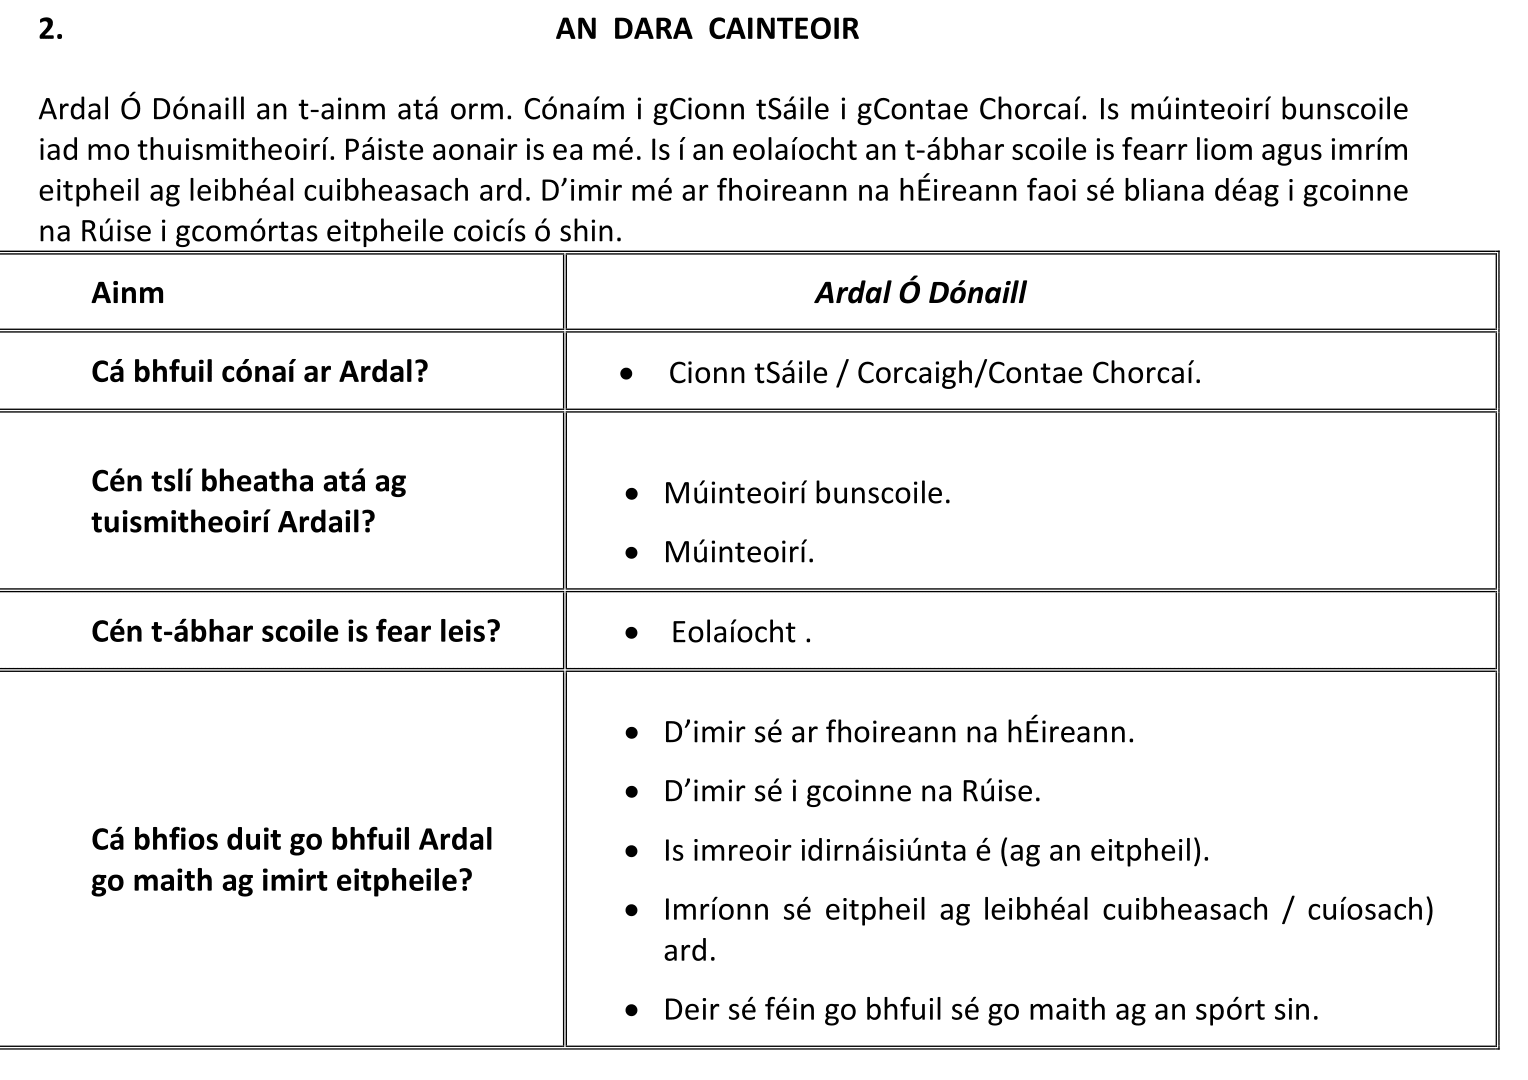 2. AN DARA CAINTEOIR
Ardal Ó Dónaill an t-ainm atá orm. Cónaím i gCionn tSáile i gContae Chorcaí. Is múinteoirí bunscoile
iad mo thuismitheoirí. Páiste aonair is ea mé. Is í an eolaíocht an t-ábhar scoile is fearr liom agus imrím
eitpheil ag leibhéal cuibheasach ard. D’imir mé ar fhoireann na hÉireann faoi sé bliana déag i gcoinne
na Rúise i gcomórtas eitpheile coicís ó shin.
Ainm
Ardal Ó Dónaill
Cá bhfuil cónaí ar Ardal?
• Cionn tSáile / Corcaigh/Contae Chorcaí.
Cén tslí bheatha atá ag
tuismitheoirí Ardail?
• Múinteoirí bunscoile.
• Múinteoirí.
Cén t-ábhar scoile is fear leis?
• Eolaíocht .
Cá bhfios duit go bhfuil Ardal
go maith ag imirt eitpheile?
• D’imir sé ar fhoireann na hÉireann.
• D’imir sé i gcoinne na Rúise.
• Is imreoir idirnáisiúnta é (ag an eitpheil).
• Imríonn sé eitpheil ag leibhéal cuibheasach / cuíosach)
ard.
• Deir sé féin go bhfuil sé go maith ag an spórt sin.